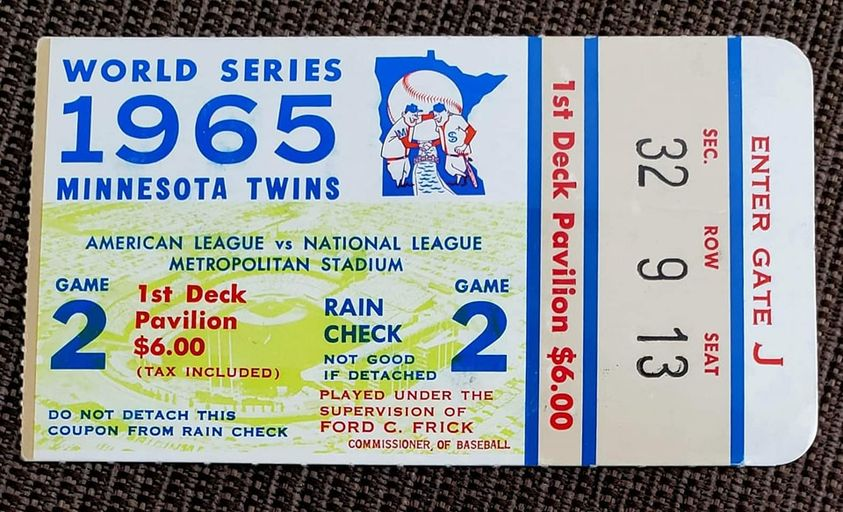 WORLD SERIES
1965
MINNESOTA TWINS
AMERICAN LEAGUE vs NATIONAL LEAGUE
METROPOLITAN STADIUM
GAME
2
1st Deck
Pavilion
$6.00
(TAX INCLUDED)
RAIN
CHECK
NOT GOOD
IF DETACHED
GAME
2
DO NOT DETACH THIS
COUPON FROM RAIN CHECK
PLAYED UNDER THE
SUPERVISION OF
FORD C. FRICK
COMMISSIONER OF BASEBALL
1st Deck Pavilion $6.00
SEC. ROW SEAT
32 9 13
ENTER GATE J